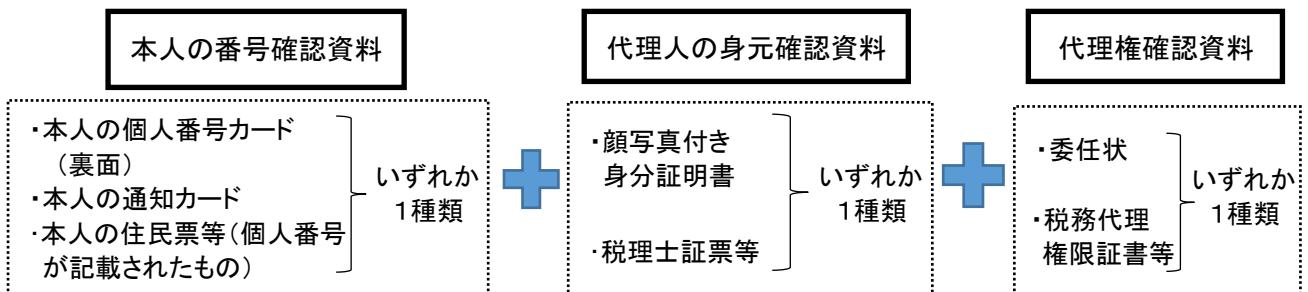 本人の番号確認資料
・本人の個人番号カード
(裏面)
・本人の通知カード
・本人の住民票等(個人番号
が記載されたもの)
いずれか
1種類
代理人の身元確認資料
・顔写真付き
身分証明書
・税理士証票等
いずれか
1種類
代理権確認資料
・委任状
・税務代理
権限証書等
いずれか
1種類